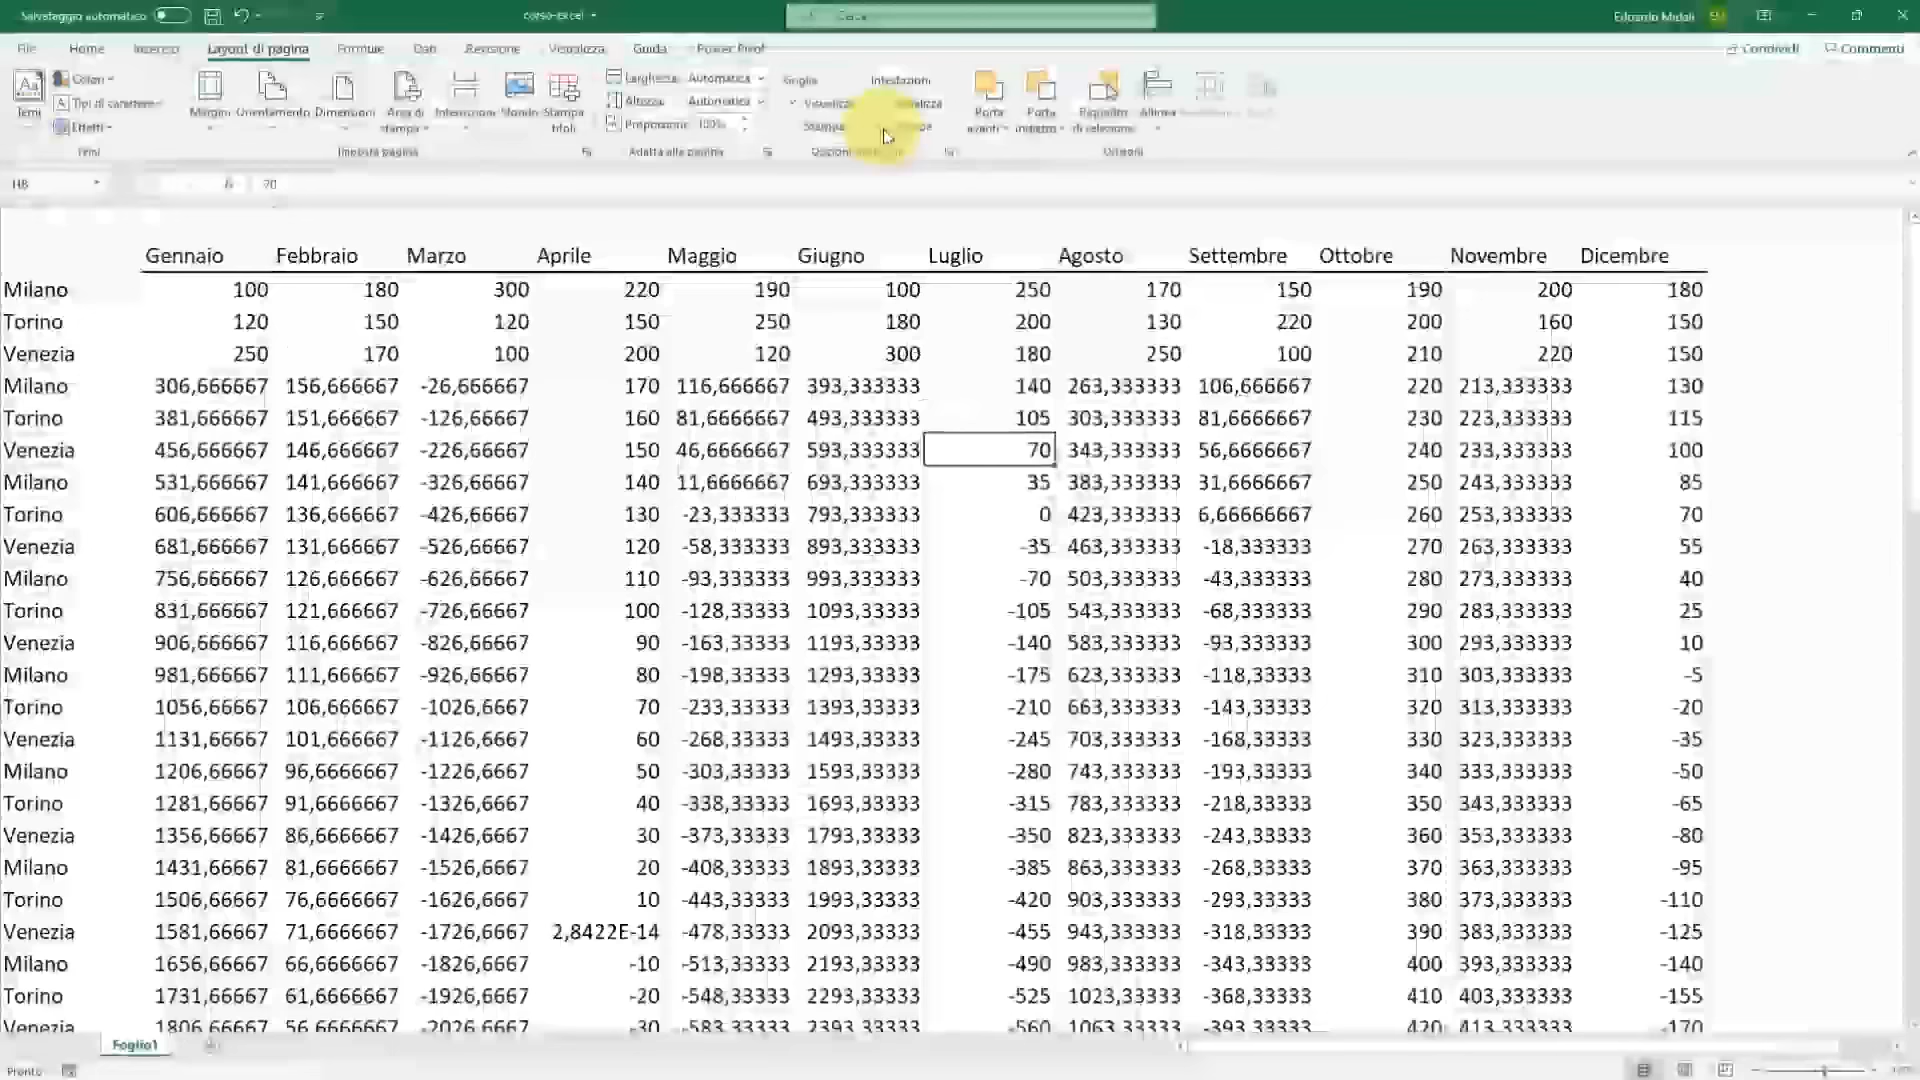 Salvataggio automatico corso-Excel Cerca Edoardo Midali EM
File Home Inserisci Layout di pagina Formule Dati Revisione Visualizza Guida Power Pivot Condividi Commenti
Temi Colori Tipi di carattere Effetti Margini Orientamento Dimensioni Area di stampa Interruzioni Sfondo Stampa titoli Larghezza: Automatica Altezza: Automatica Proporzioni: 100% Griglia Visualizza Stampa Intestazioni Porta avanti Porta indietro Riquadro di selezione Allinea
Temi Imposta pagina Adatta alla pagina Opzioni Disponi
H8 fx 70
Gennaio Febbraio Marzo Aprile Maggio Giugno Luglio Agosto Settembre Ottobre Novembre Dicembre
Milano 100 180 300 220 190 100 250 170 150 190 200 180
Torino 120 150 120 150 250 180 200 130 220 200 160 150
Venezia 250 170 100 200 120 300 180 250 100 210 220 150
Milano 306,666667 156,666667 -26,666667 170 116,666667 393,333333 140 263,333333 106,666667 220 213,333333 130
Torino 381,666667 151,666667 -126,66667 160 81,6666667 493,333333 105 303,333333 81,6666667 230 223,333333 115
Venezia 456,666667 146,666667 -226,66667 150 46,6666667 593,333333 70 343,333333 56,6666667 240 233,333333 100
Milano 531,666667 141,666667 -326,66667 140 11,6666667 693,333333 35 383,333333 31,6666667 250 243,333333 85
Torino 606,666667 136,666667 -426,66667 130 -23,333333 793,333333 0 423,333333 6,66666667 260 253,333333 70
Venezia 681,666667 131,666667 -526,66667 120 -58,333333 893,333333 -35 463,333333 -18,333333 270 263,333333 55
Milano 756,666667 126,666667 -626,66667 110 -93,333333 993,333333 -70 503,333333 -43,333333 280 273,333333 40
Torino 831,666667 121,666667 -726,66667 100 -128,33333 1093,33333 -105 543,333333 -68,333333 290 283,333333 25
Venezia 906,666667 116,666667 -826,66667 90 -163,33333 1193,33333 -140 583,333333 -93,333333 300 293,333333 10
Milano 981,666667 111,666667 -926,66667 80 -198,33333 1293,33333 -175 623,333333 -118,33333 310 303,333333 -5
Torino 1056,66667 106,666667 -1026,6667 70 -233,33333 1393,33333 -210 663,333333 -143,33333 320 313,333333 -20
Venezia 1131,66667 101,666667 -1126,6667 60 -268,33333 1493,33333 -245 703,333333 -168,33333 330 323,333333 -35
Milano 1206,66667 96,6666667 -1226,6667 50 -303,33333 1593,33333 -280 743,333333 -193,33333 340 333,333333 -50
Torino 1281,66667 91,6666667 -1326,6667 40 -338,33333 1693,33333 -315 783,333333 -218,33333 350 343,333333 -65
Venezia 1356,66667 86,6666667 -1426,6667 30 -373,33333 1793,33333 -350 823,333333 -243,33333 360 353,333333 -80
Milano 1431,66667 81,6666667 -1526,6667 20 -408,33333 1893,33333 -385 863,333333 -268,33333 370 363,333333 -95
Torino 1506,66667 76,6666667 -1626,6667 10 -443,33333 1993,33333 -420 903,333333 -293,33333 380 373,333333 -110
Venezia 1581,66667 71,6666667 -1726,6667 2,8422E-14 -478,33333 2093,33333 -455 943,333333 -318,33333 390 383,333333 -125
Milano 1656,66667 66,6666667 -1826,6667 -10 -513,33333 2193,33333 -490 983,333333 -343,33333 400 393,333333 -140
Torino 1731,66667 61,6666667 -1926,6667 -20 -548,33333 2293,33333 -525 1023,33333 -368,33333 410 403,333333 -155
Venezia 1806,66667 56,6666667 -2026,6667 -30 -583,33333 2393,33333 -560 1063,33333 -393,33333 420 413,333333 -170
Foglio1
Pronto